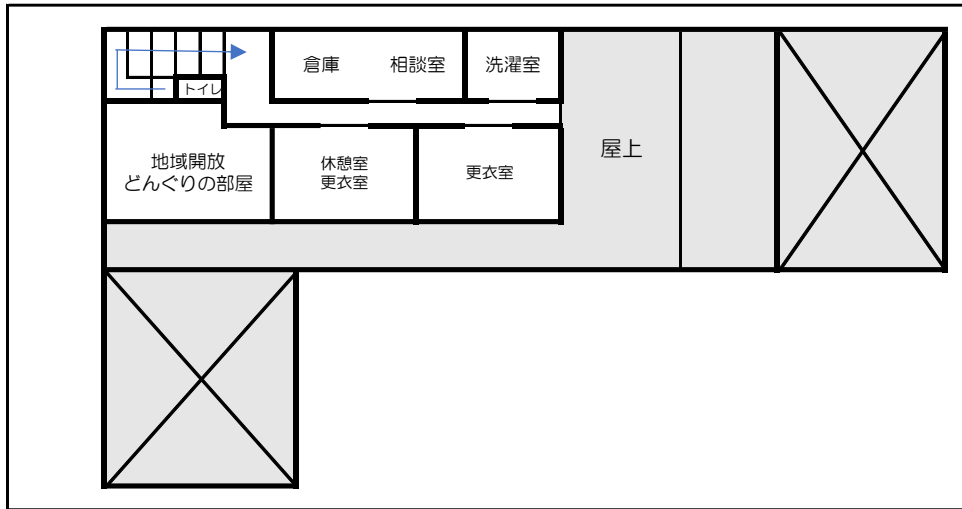 倉庫
相談室
洗濯室
トイレ
屋上
地域開放
どんぐりの部屋
休憩室
更衣室
更衣室